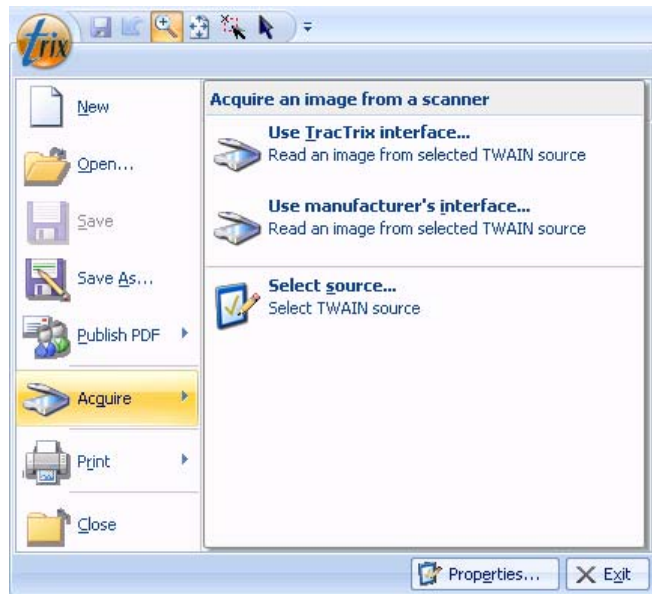 trix
New
Open...
Save
Save As...
Publish PDF
Acquire
Print
Close
Acquire an image from a scanner
Use TracTrix interface...
Read an image from selected TWAIN source
Use manufacturer's interface...
Read an image from selected TWAIN source
Select source...
Select TWAIN source
Properties...
Exit